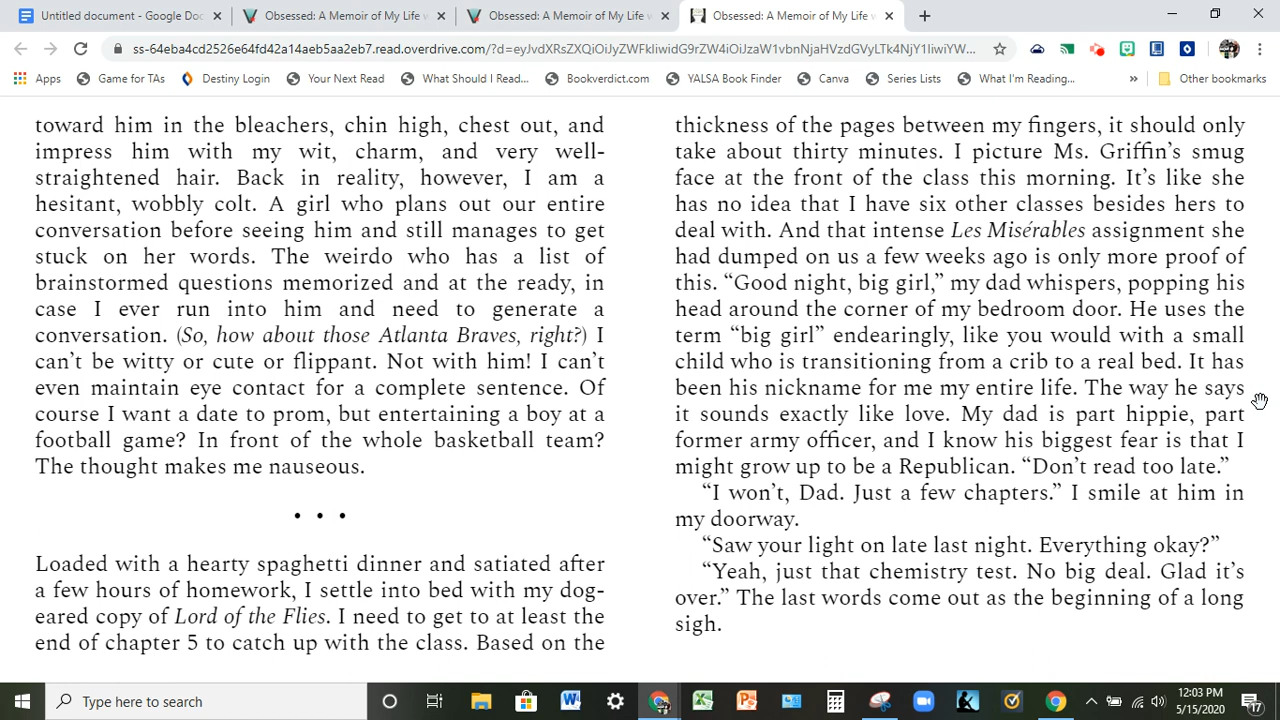 Untitled document - Google Doc
Obsessed: A Memoir of My Life w
Obsessed: A Memoir of My Life w
Obsessed: A Memoir of My Life w
ss-64eba4cd2526e64fd42a14aeb5aa2eb7.read.overdrive.com/?d=eyJvdXRsZXQiOiJyZWFkIiwidG9rZW4iOiJzaW1vbnNjaHVzdGVyLTk4NjY1IiwiYW...
Apps
Game for TAs
Destiny Login
Your Next Read
What Should I Read...
Bookverdict.com
YALSA Book Finder
Canva
Series Lists
What I'm Reading...
»
Other bookmarks
toward him in the bleachers, chin high, chest out, and
impress him with my wit, charm, and very well-
straightened hair. Back in reality, however, I am a
hesitant, wobbly colt. A girl who plans out our entire
conversation before seeing him and still manages to get
stuck on her words. The weirdo who has a list of
brainstormed questions memorized and at the ready, in
case I ever run into him and need to generate a
conversation. (So, how about those Atlanta Braves, right?) I
can't be witty or cute or flippant. Not with him! I can't
even maintain eye contact for a complete sentence. Of
course I want a date to prom, but entertaining a boy at a
football game? In front of the whole basketball team?
The thought makes me nauseous.
• • •
Loaded with a hearty spaghetti dinner and satiated after
a few hours of homework, I settle into bed with my dog-
eared copy of Lord of the Flies. I need to get to at least the
end of chapter 5 to catch up with the class. Based on the
thickness of the pages between my fingers, it should only
take about thirty minutes. I picture Ms. Griffin's smug
face at the front of the class this morning. It's like she
has no idea that I have six other classes besides hers to
deal with. And that intense Les Misérables assignment she
had dumped on us a few weeks ago is only more proof of
this. "Good night, big girl," my dad whispers, popping his
head around the corner of my bedroom door. He uses the
term "big girl" endearingly, like you would with a small
child who is transitioning from a crib to a real bed. It has
been his nickname for me my entire life. The way he says
it sounds exactly like love. My dad is part hippie, part
former army officer, and I know his biggest fear is that I
might grow up to be a Republican. "Don't read too late."
"I won't, Dad. Just a few chapters." I smile at him in
my doorway.
"Saw your light on late last night. Everything okay?"
"Yeah, just that chemistry test. No big deal. Glad it's
over." The last words come out as the beginning of a long
sigh.
Type here to search
12:03 PM
5/15/2020
17